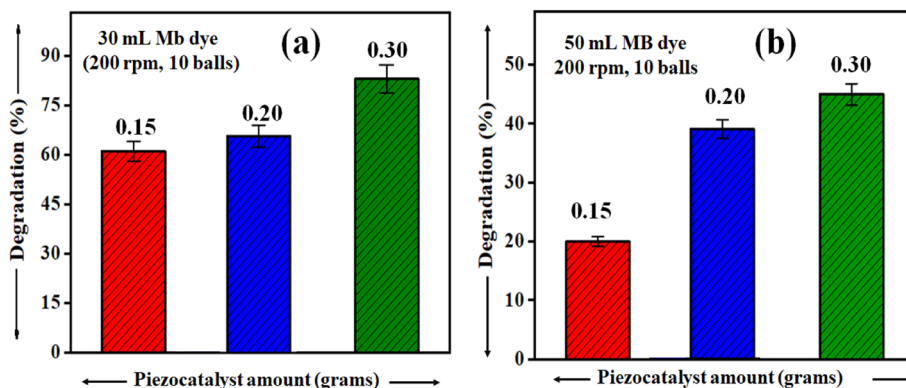 30 mL Mb dye
(200 rpm, 10 balls)
(a)
0.15
0.20
0.30
90
75
60
45
30
15
0
Degradation (%)
Piezocatalyst amount (grams)
50 mL MB dye
200 rpm, 10 balls
(b)
0.15
0.20
0.30
50
40
30
20
10
0
Degradation (%)
Piezocatalyst amount (grams)